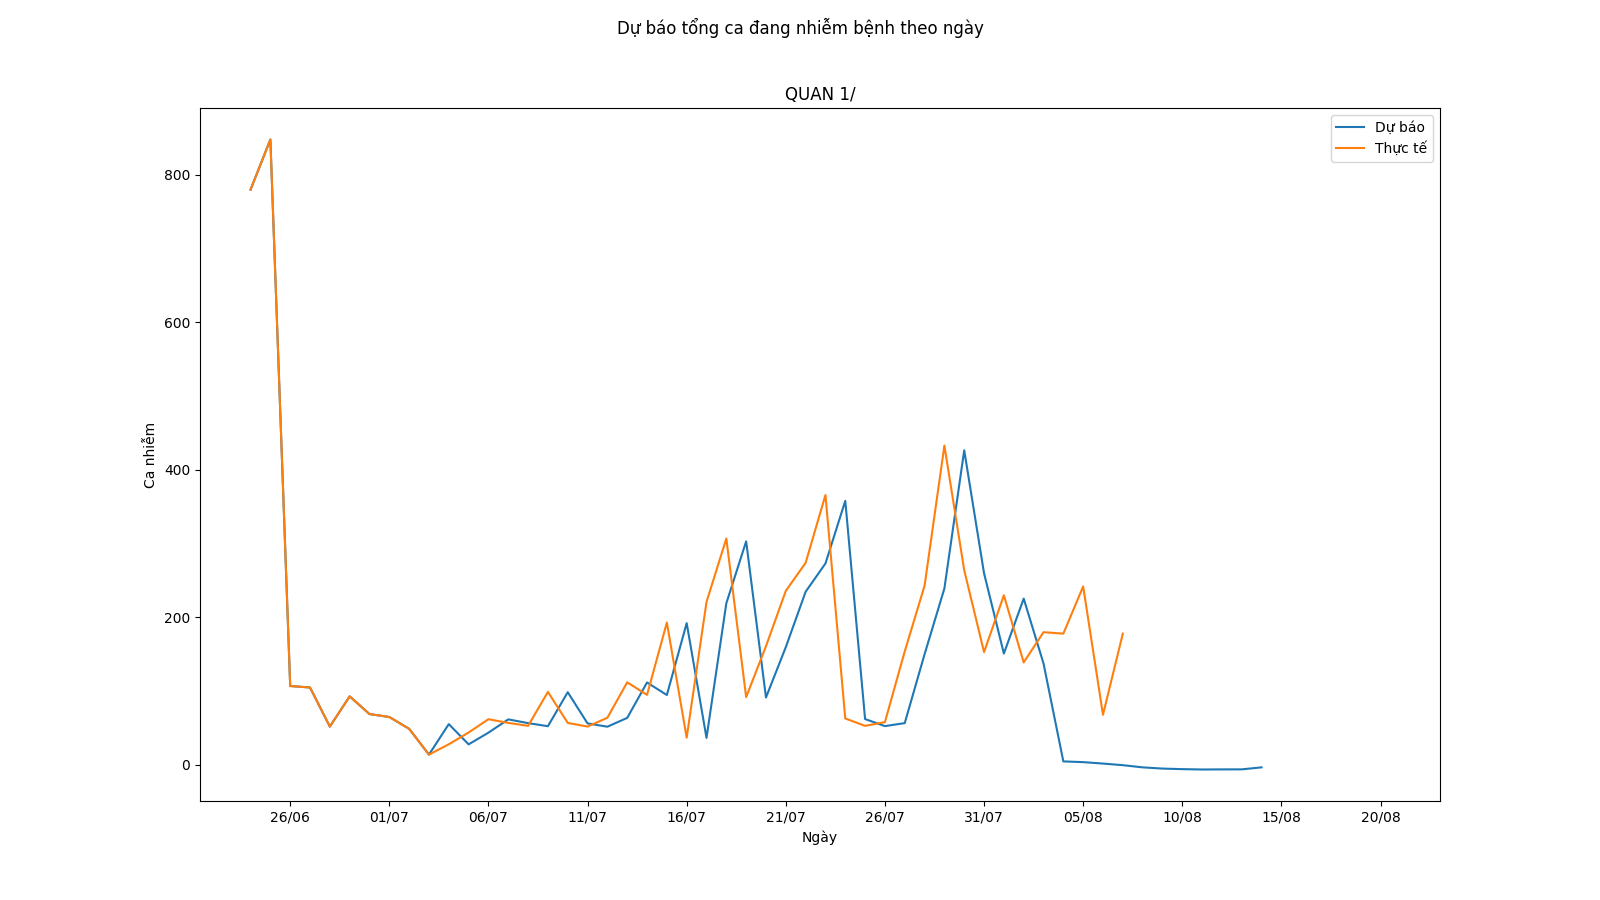 Dự báo tổng ca đang nhiễm bệnh theo ngày
QUAN 1/
Dự báo
Thực tế
800
600
400
200
0
Ca nhiễm
26/06
01/07
06/07
11/07
16/07
21/07
26/07
31/07
05/08
10/08
15/08
20/08
Ngày